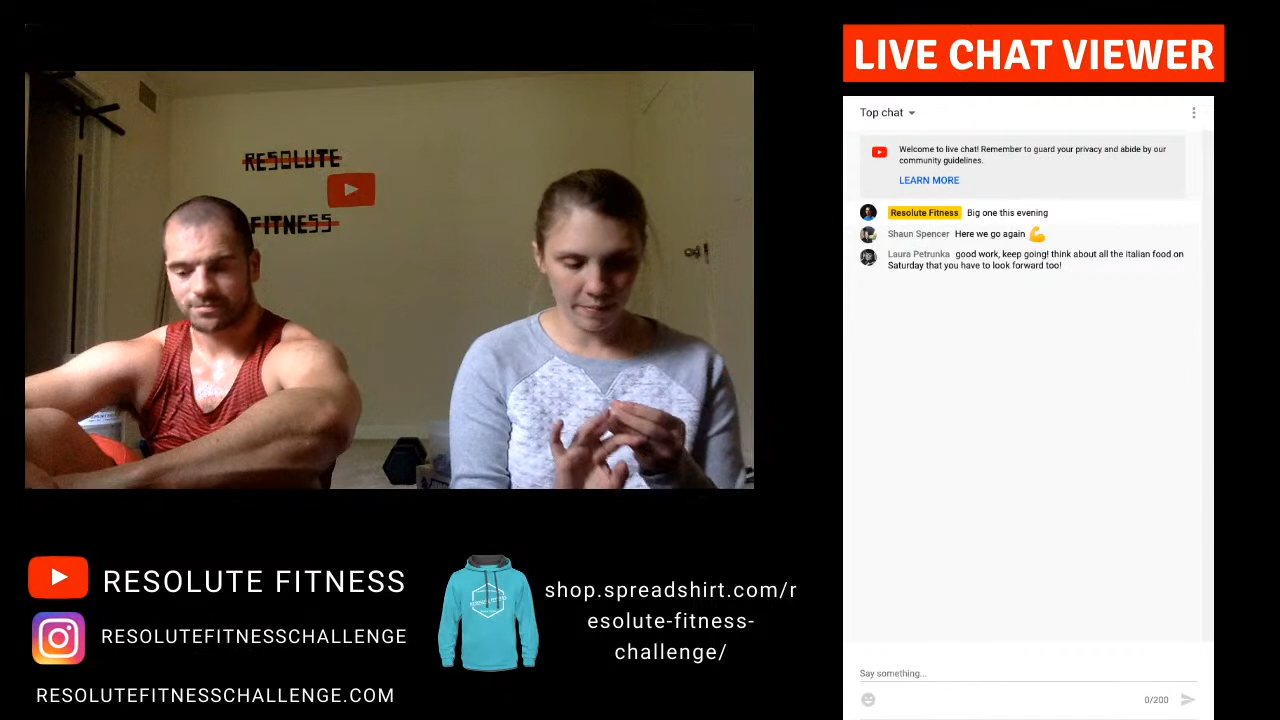 LIVE CHAT VIEWER
Top chat
Welcome to live chat! Remember to guard your privacy and abide by our
community guidelines.
LEARN MORE
Resolute Fitness Big one this evening
Shaun Spencer Here we go again
Laura Petrunka good work, keep going! think about all the italian food on
Saturday that you have to look forward too!
Say something...
0/200
RESOLUTE
FITNESS
RESOLUTE FITNESS
RESOLUTEFITNESSCHALLENGE
RESOLUTEFITNESSCHALLENGE.COM
shop.spreadshirt.com/r
esolute-fitness-
challenge/